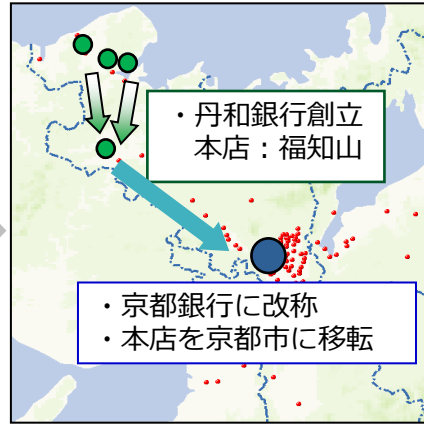 ・丹和銀行創立
本店：福知山
・京都銀行に改称
・本店を京都市に移転